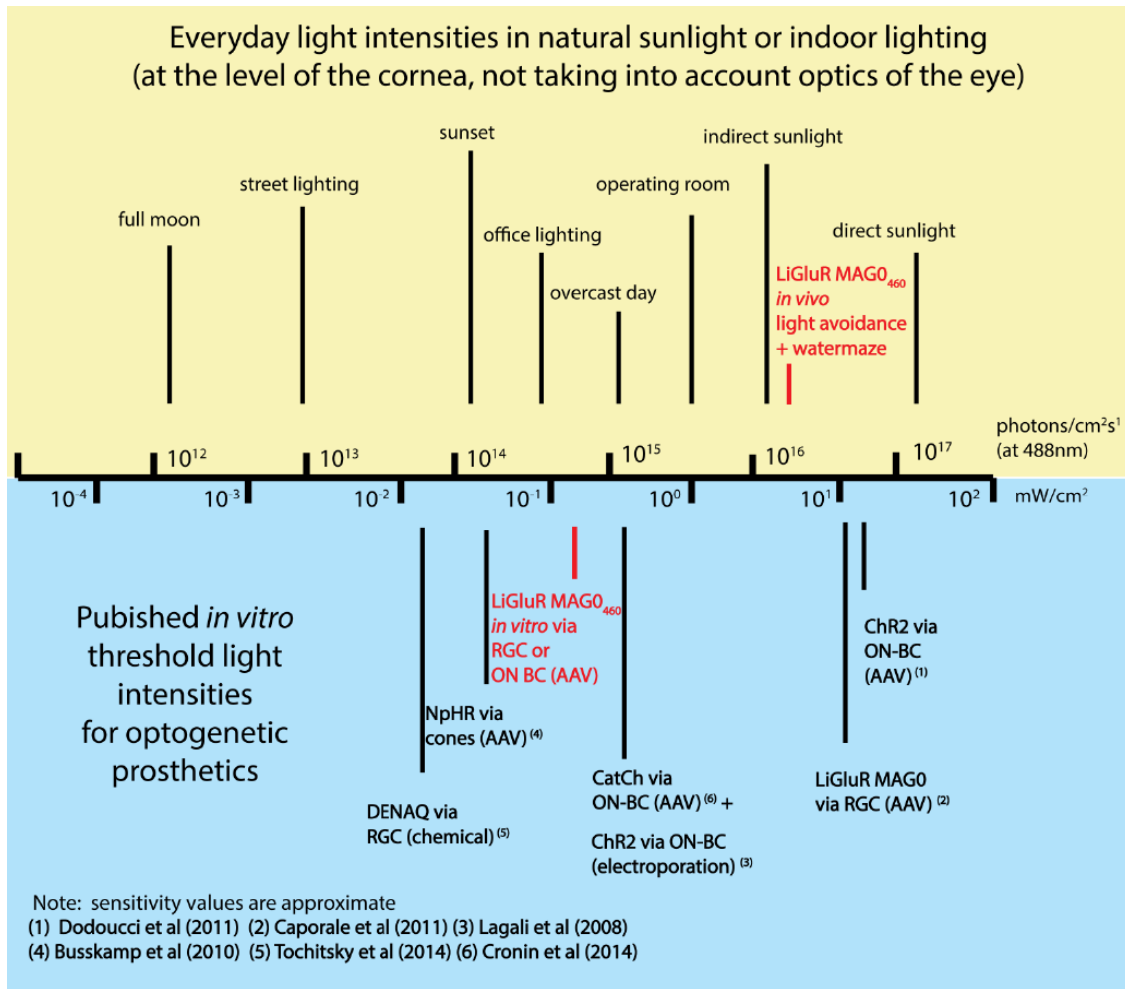 Everyday light intensities in natural sunlight or indoor lighting
(at the level of the cornea, not taking into account optics of the eye)
sunset
indirect sunlight
street lighting
operating room
full moon
office lighting
direct sunlight
overcast day
LiGluR MAG0₄₆₀
in vivo
light avoidance
+ watermaze
photons/cm²s¹
(at 488nm)
10¹² 10¹³ 10¹⁴ 10¹⁵ 10¹⁶ 10¹⁷
10⁻⁴ 10⁻³ 10⁻² 10⁻¹ 10⁰ 10¹ 10² mW/cm²
Pubished in vitro
threshold light
intensities
for optogenetic
prosthetics
LiGluR MAG0₄₆₀
in vitro via
RGC or
ON BC (AAV)
NpHR via
cones (AAV) (4)
DENAQ via
RGC (chemical) (5)
CatCh via
ON-BC (AAV) (6) +
ChR2 via ON-BC
(electroporation) (3)
ChR2 via
ON-BC
(AAV) (1)
LiGluR MAG0
via RGC (AAV) (2)
Note: sensitivity values are approximate
(1) Dodoucci et al (2011) (2) Caporale et al (2011) (3) Lagali et al (2008)
(4) Busskamp et al (2010) (5) Tochitsky et al (2014) (6) Cronin et al (2014)